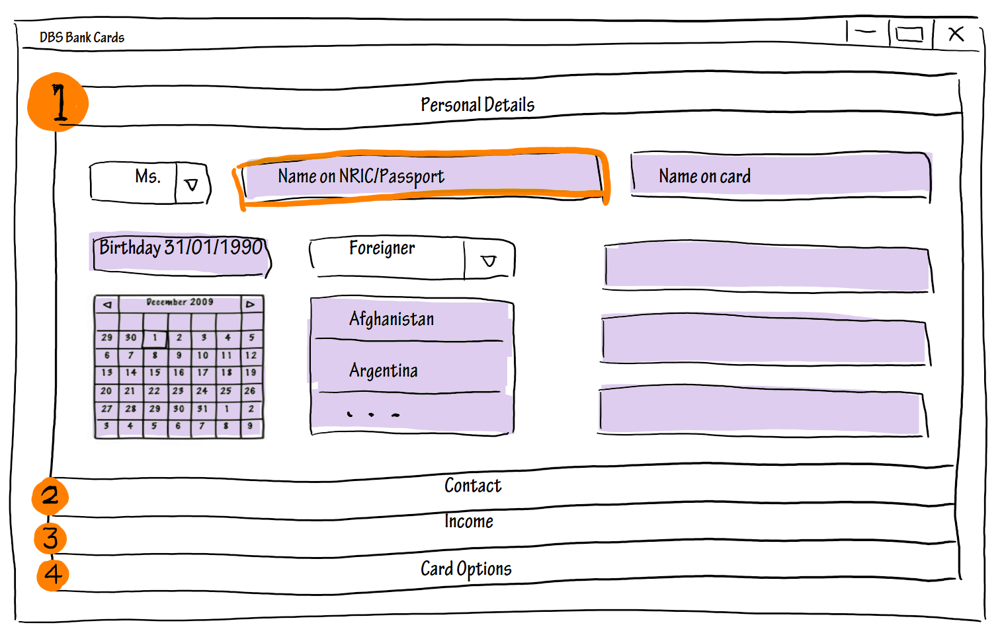 DBS Bank Cards
1
Personal Details
Ms.
Name on NRIC/Passport
Name on card
Birthday 31/01/1990
Foreigner
December 2009
29 30 1 2 3 4 5
6 7 8 9 10 11 12
13 14 15 16 17 18 19
20 21 22 23 24 25 26
27 28 29 30 31 1 2
3 4 5 6 7 8 9
Afghanistan
Argentina
. . .
2
Contact
3
Income
4
Card Options